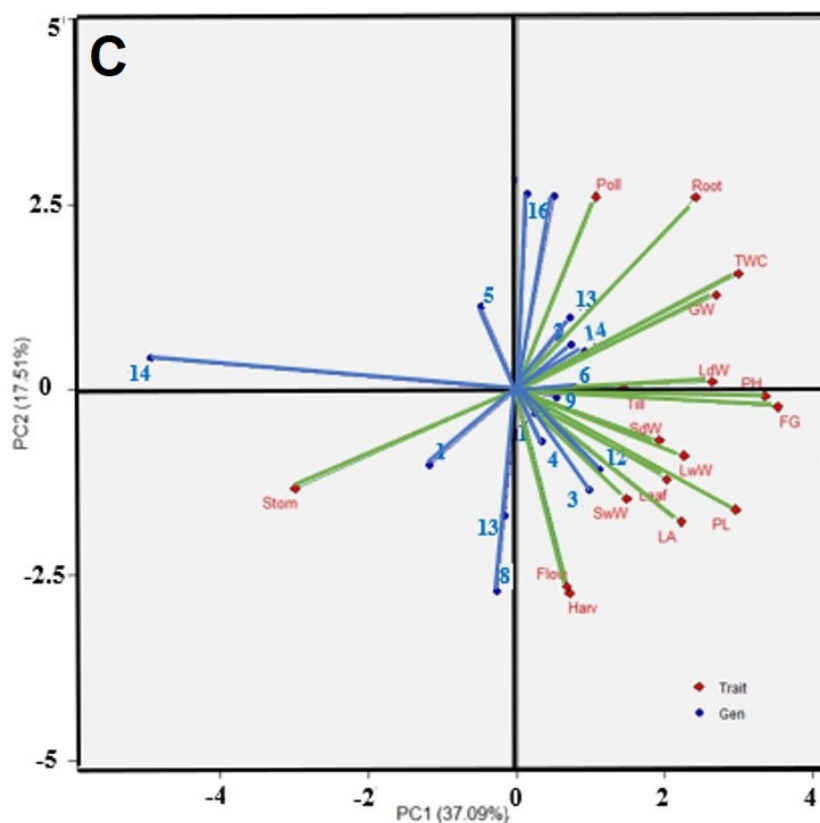 5
C
2.5
Poll
Root
16
TWC
5
13
GW
14
14
6
LdW
PH
0
9
Till
FG
SdW
1
1
4
12
LwW
Stom
3
Leaf
SwW
PL
13
LA
-2.5
8
Flow
Harv
Trait
Gen
-5
-4
-2
0
2
4
PC1 (37.09%)
PC2 (17.51%)